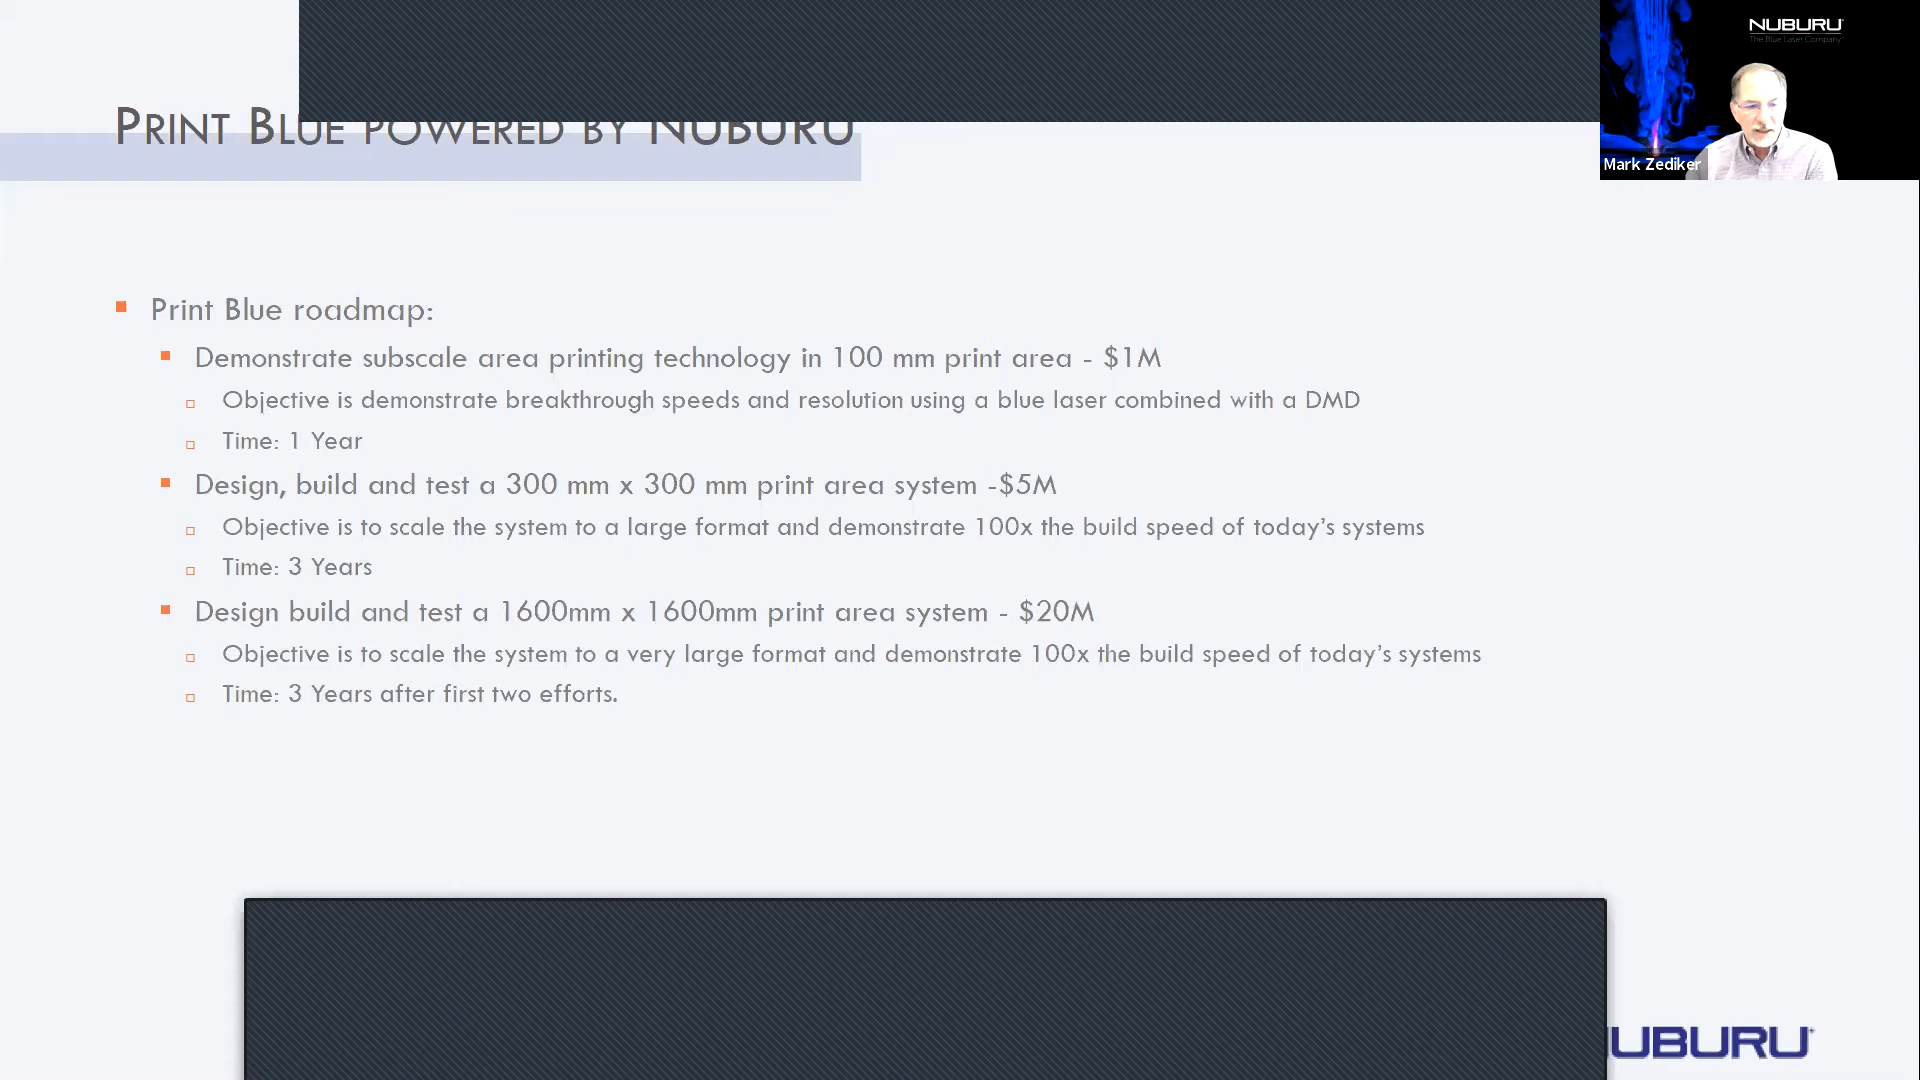 PRINT BLUE POWERED BY NUBURU
NUBURU
The Blue Laser Company
Mark Zediker
Print Blue roadmap:
Demonstrate subscale area printing technology in 100 mm print area - $1M
Objective is demonstrate breakthrough speeds and resolution using a blue laser combined with a DMD
Time: 1 Year
Design, build and test a 300 mm x 300 mm print area system -$5M
Objective is to scale the system to a large format and demonstrate 100x the build speed of today's systems
Time: 3 Years
Design build and test a 1600mm x 1600mm print area system - $20M
Objective is to scale the system to a very large format and demonstrate 100x the build speed of today's systems
Time: 3 Years after first two efforts.
UBURU